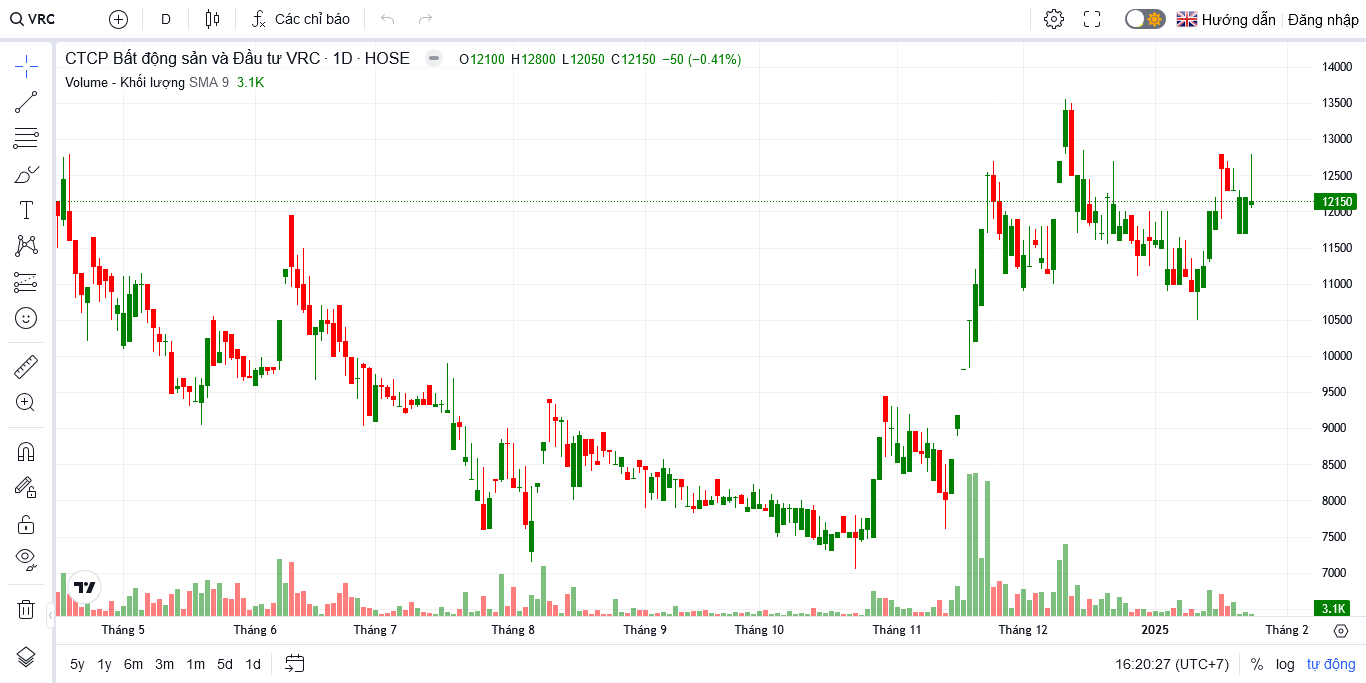 VRC D Các chỉ báo Hướng dẫn Đăng nhập
CTCP Bất động sản và Đầu tư VRC · 1D · HOSE O12100 H12800 L12050 C12150 −50 (−0.41%)
Volume - Khối lượng SMA 9 3.1K
14000
13500
13000
12500
12150
12000
11500
11000
10500
10000
9500
9000
8500
8000
7500
7000
3.1K
Tháng 5 Tháng 6 Tháng 7 Tháng 8 Tháng 9 Tháng 10 Tháng 11 Tháng 12 2025 Tháng 2
5y 1y 6m 3m 1m 5d 1d 16:20:27 (UTC+7) % log tự động